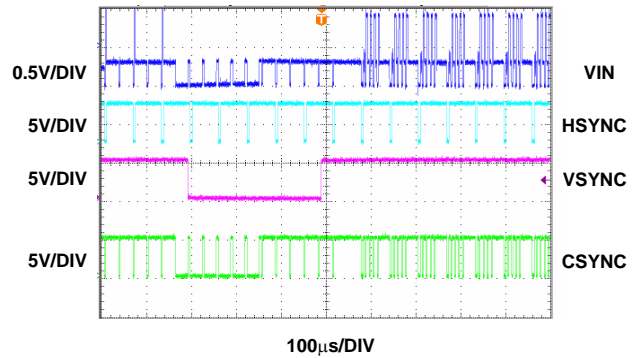 T
0.5V/DIV
VIN
5V/DIV
HSYNC
5V/DIV
VSYNC
5V/DIV
CSYNC
100μs/DIV